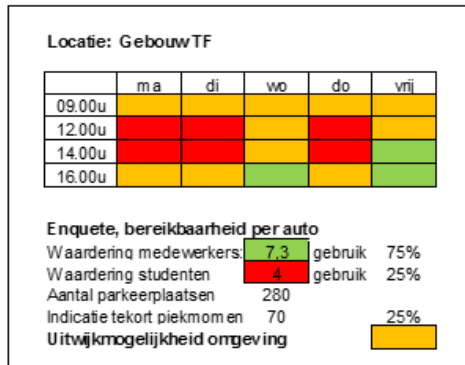 Locatie: Gebouw TF
ma di wo do vrij
09.00u
12.00u
14.00u
16.00u
Enquete, bereikbaarheid per auto
Waardering medewerkers: 7,3 gebruik 75%
Waardering studenten 4 gebruik 25%
Aantal parkeerplaatsen 280
Indicatie tekort piekmomen 70 25%
Uitwijkmogelijkheid omgeving